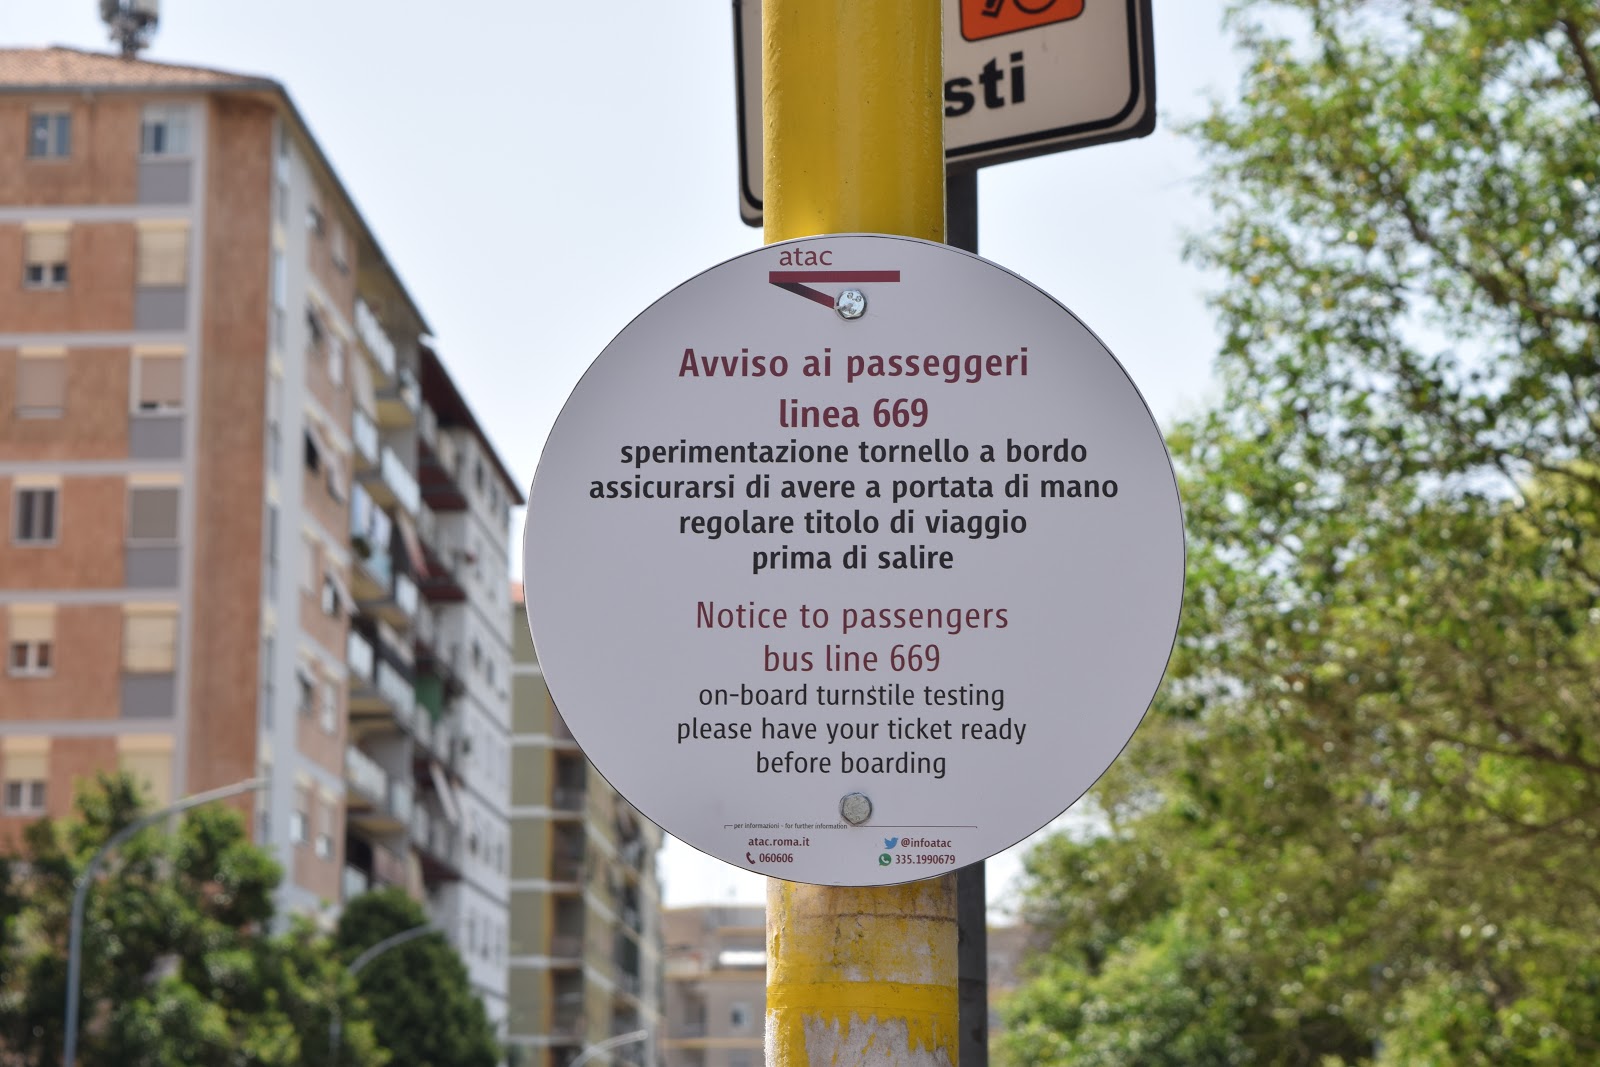 sti
atac
Avviso ai passeggeri
linea 669
sperimentazione tornello a bordo
assicurarsi di avere a portata di mano
regolare titolo di viaggio
prima di salire
Notice to passengers
bus line 669
on-board turnstile testing
please have your ticket ready
before boarding
per informazioni - for further information
atac.roma.it
@infoatac
060606
335.1990679